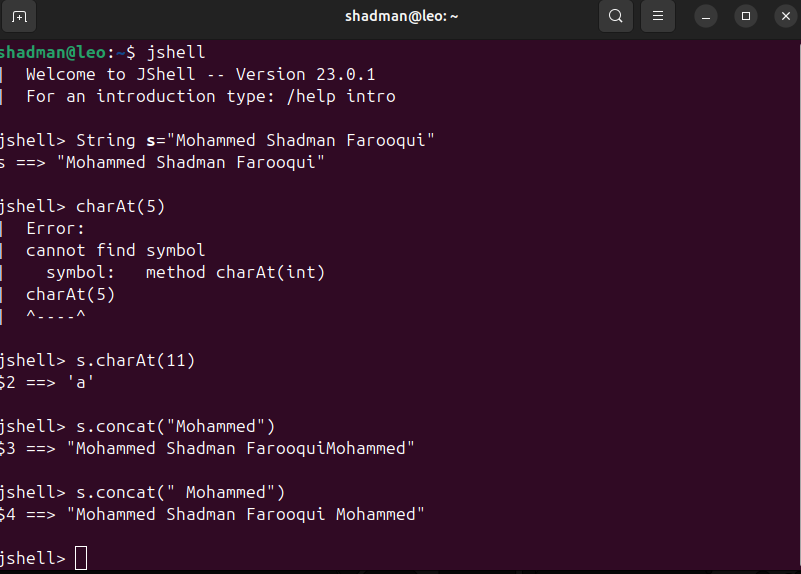 shadman@leo: ~
shadman@leo:~$ jshell
| Welcome to JShell -- Version 23.0.1
| For an introduction type: /help intro
jshell> String s="Mohammed Shadman Farooqui"
s ==> "Mohammed Shadman Farooqui"
jshell> charAt(5)
| Error:
| cannot find symbol
|   symbol:   method charAt(int)
| charAt(5)
| ^----^
jshell> s.charAt(11)
$2 ==> 'a'
jshell> s.concat("Mohammed")
$3 ==> "Mohammed Shadman FarooquiMohammed"
jshell> s.concat(" Mohammed")
$4 ==> "Mohammed Shadman Farooqui Mohammed"
jshell>